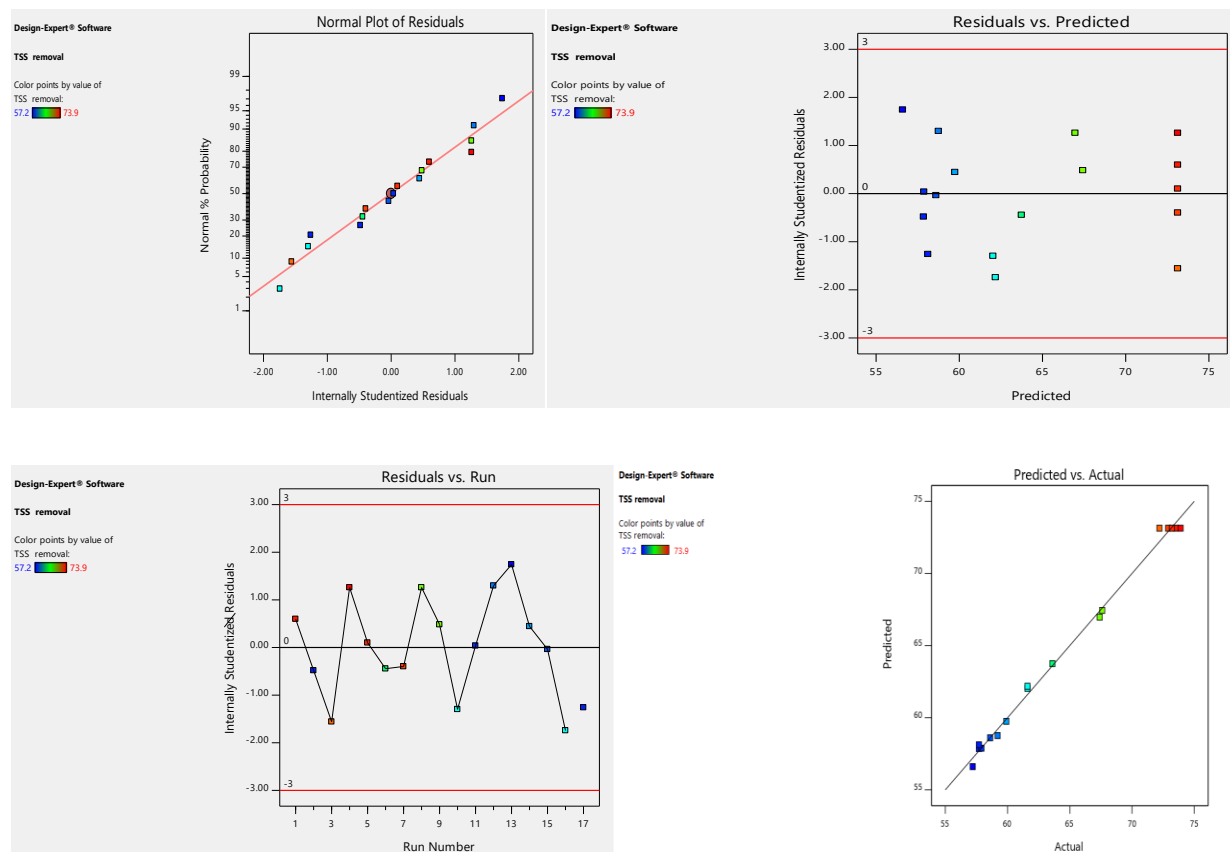 Normal Plot of Residuals
Design-Expert® Software
TSS removal
Color points by value of
TSS removal:
57.2 73.9
Normal % Probability
99
95
90
80
70
50
30
20
10
5
1
-2.00 -1.00 0.00 1.00 2.00
Internally Studentized Residuals
Residuals vs. Predicted
Design-Expert® Software
TSS removal
Color points by value of
TSS removal:
57.2 73.9
Internally Studentized Residuals
3.00
2.00
1.00
0.00
-1.00
-2.00
-3.00
3
0
-3
55 60 65 70 75
Predicted
Residuals vs. Run
Design-Expert® Software
TSS removal
Color points by value of
TSS removal:
57.2 73.9
Internally Studentized Residuals
3.00
2.00
1.00
0.00
-1.00
-2.00
-3.00
3
0
-3
1 3 5 7 9 11 13 15 17
Run Number
Predicted vs. Actual
Design-Expert® Software
TSS removal
Color points by value of
TSS removal:
57.2 73.9
Predicted
75
70
65
60
55
55 60 65 70 75
Actual